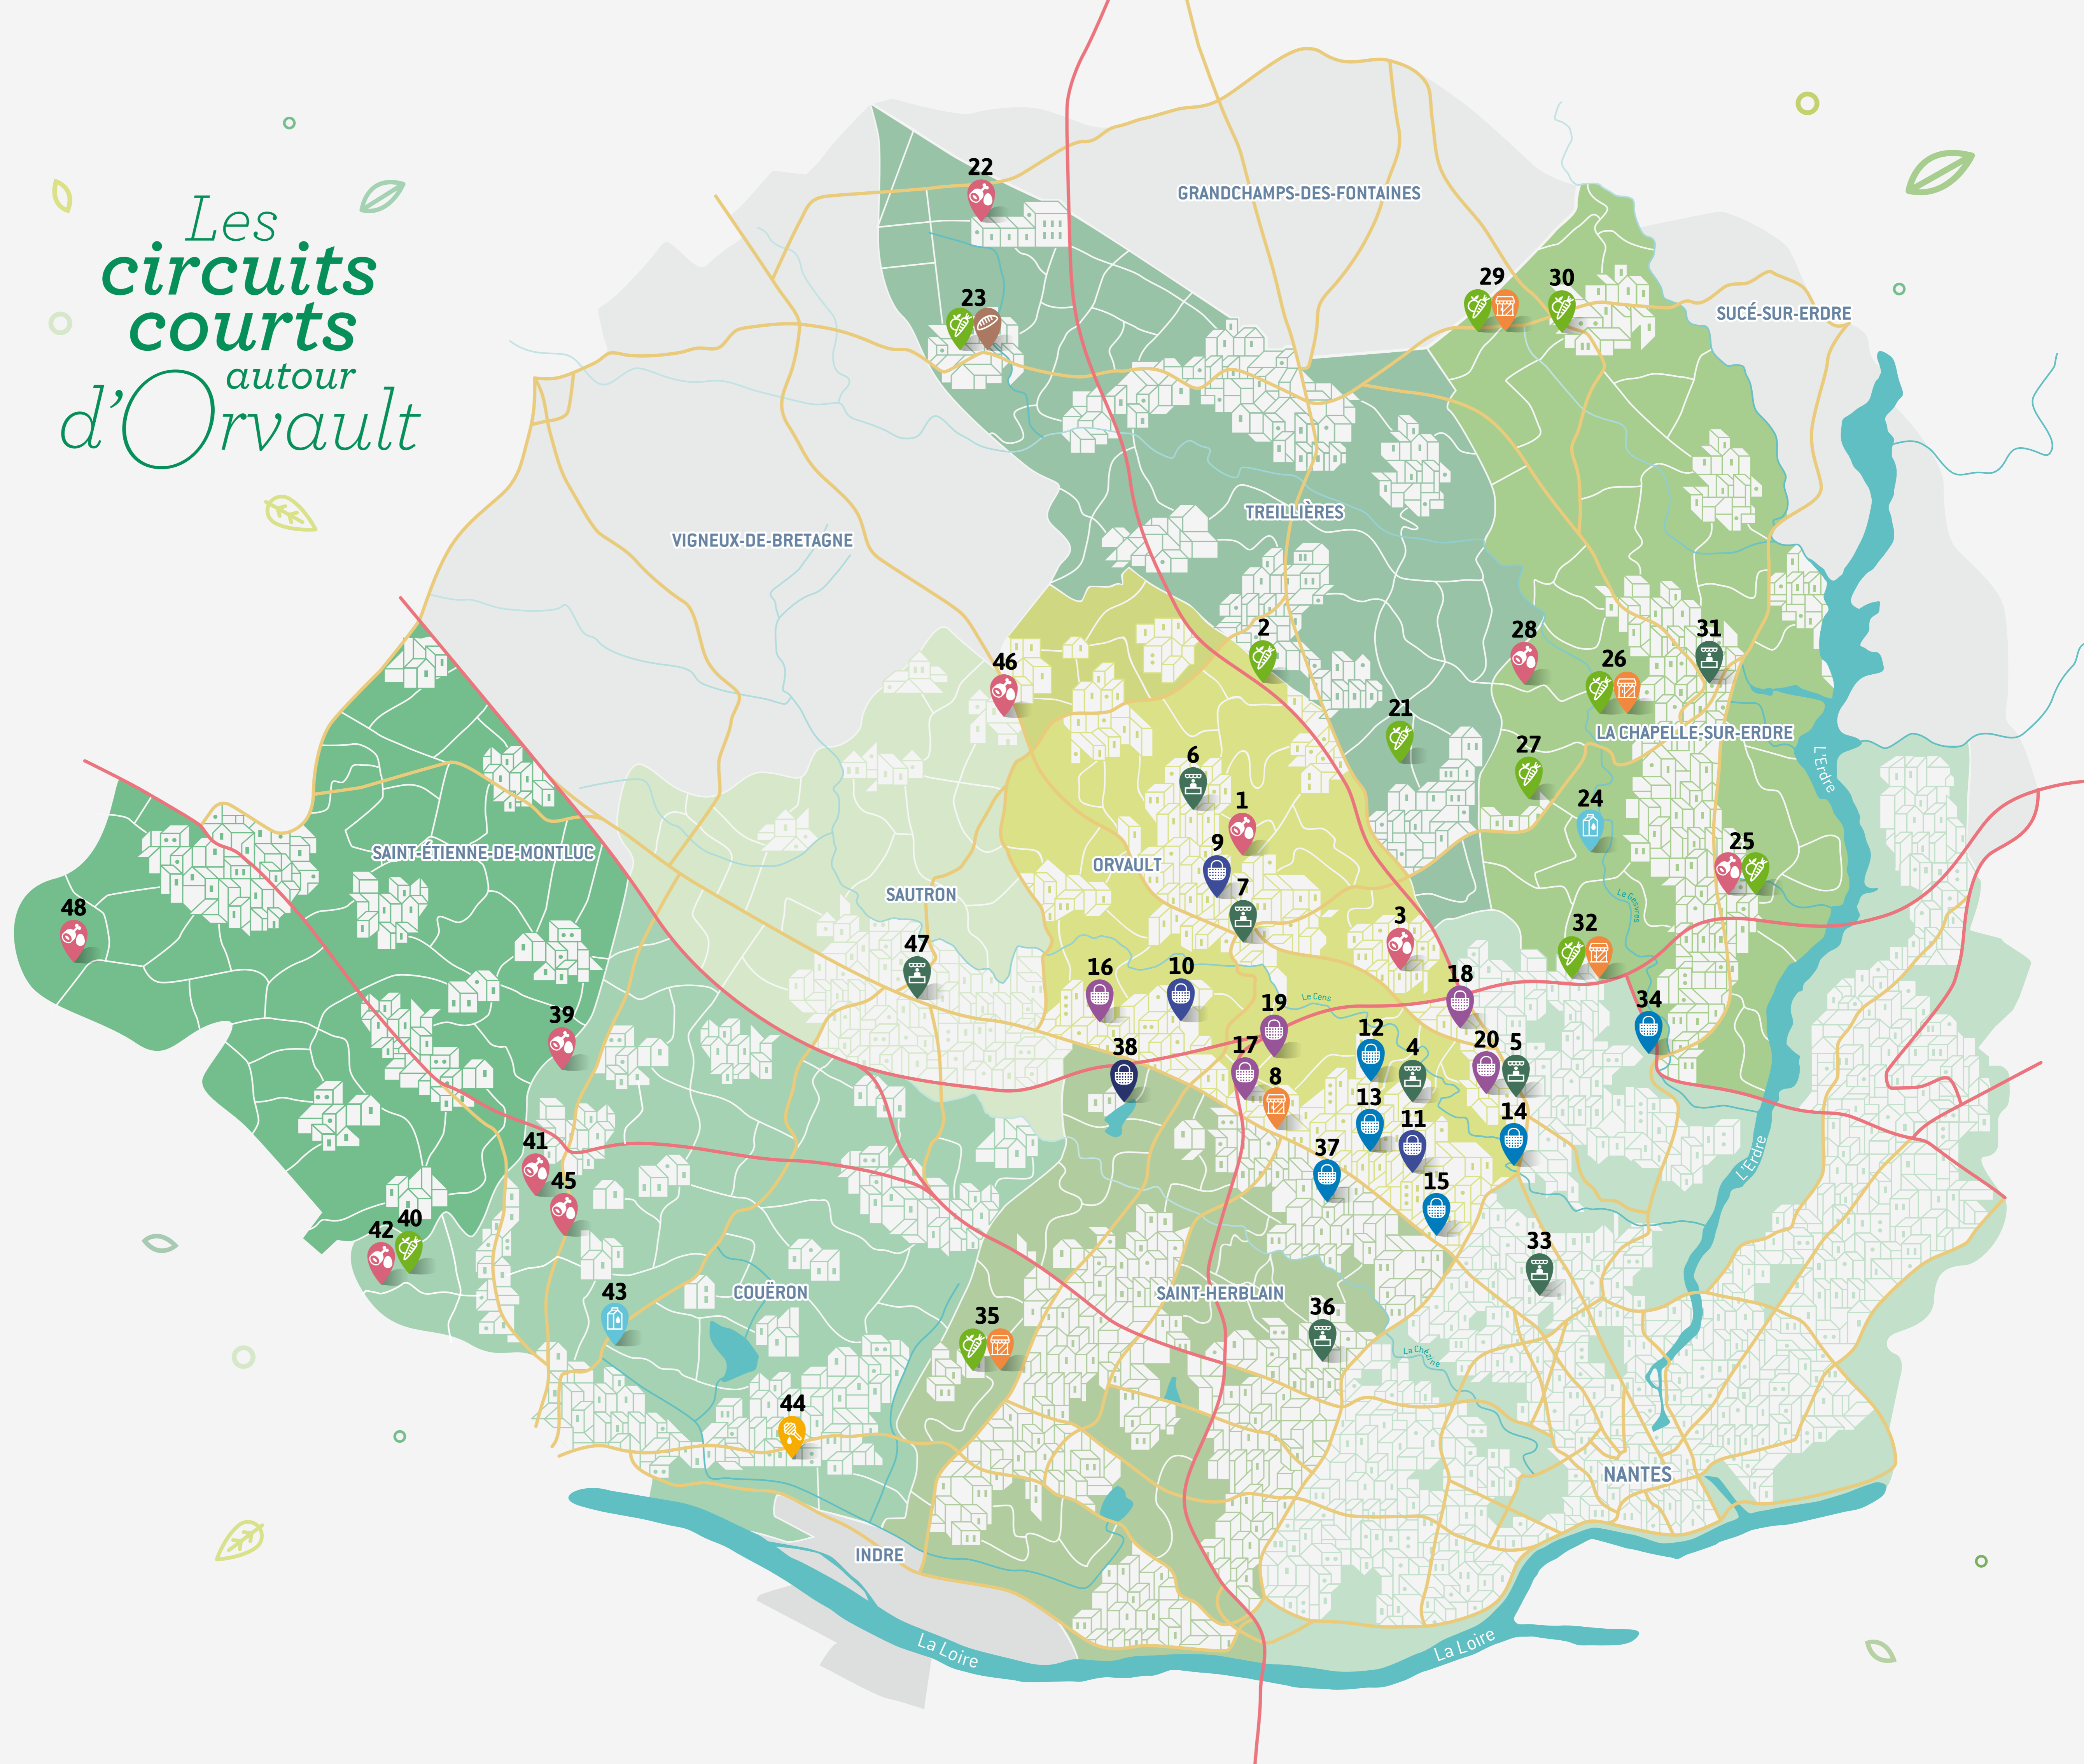 Les
circuits
courts
autour
d'Orvault
22
GRANDCHAMPS-DES-FONTAINES
29
30
23
SUCÉ-SUR-ERDRE
TREILLIÈRES
VIGNEUX-DE-BRETAGNE
2
28
31
46
26
21
LA CHAPELLE-SUR-ERDRE
27
6
L'Erdre
1
24
9
25
SAINT-ÉTIENNE-DE-MONTLUC
ORVAULT
7
SAUTRON
48
3
Le Gesvres
32
47
16
10
18
Le Cens
19
34
39
12
38
17
4
20
5
8
13
14
11
41
37
L'Erdre
45
15
40
42
33
43
COUËRON
SAINT-HERBLAIN
36
35
La Chézine
44
NANTES
INDRE
La Loire
La Loire